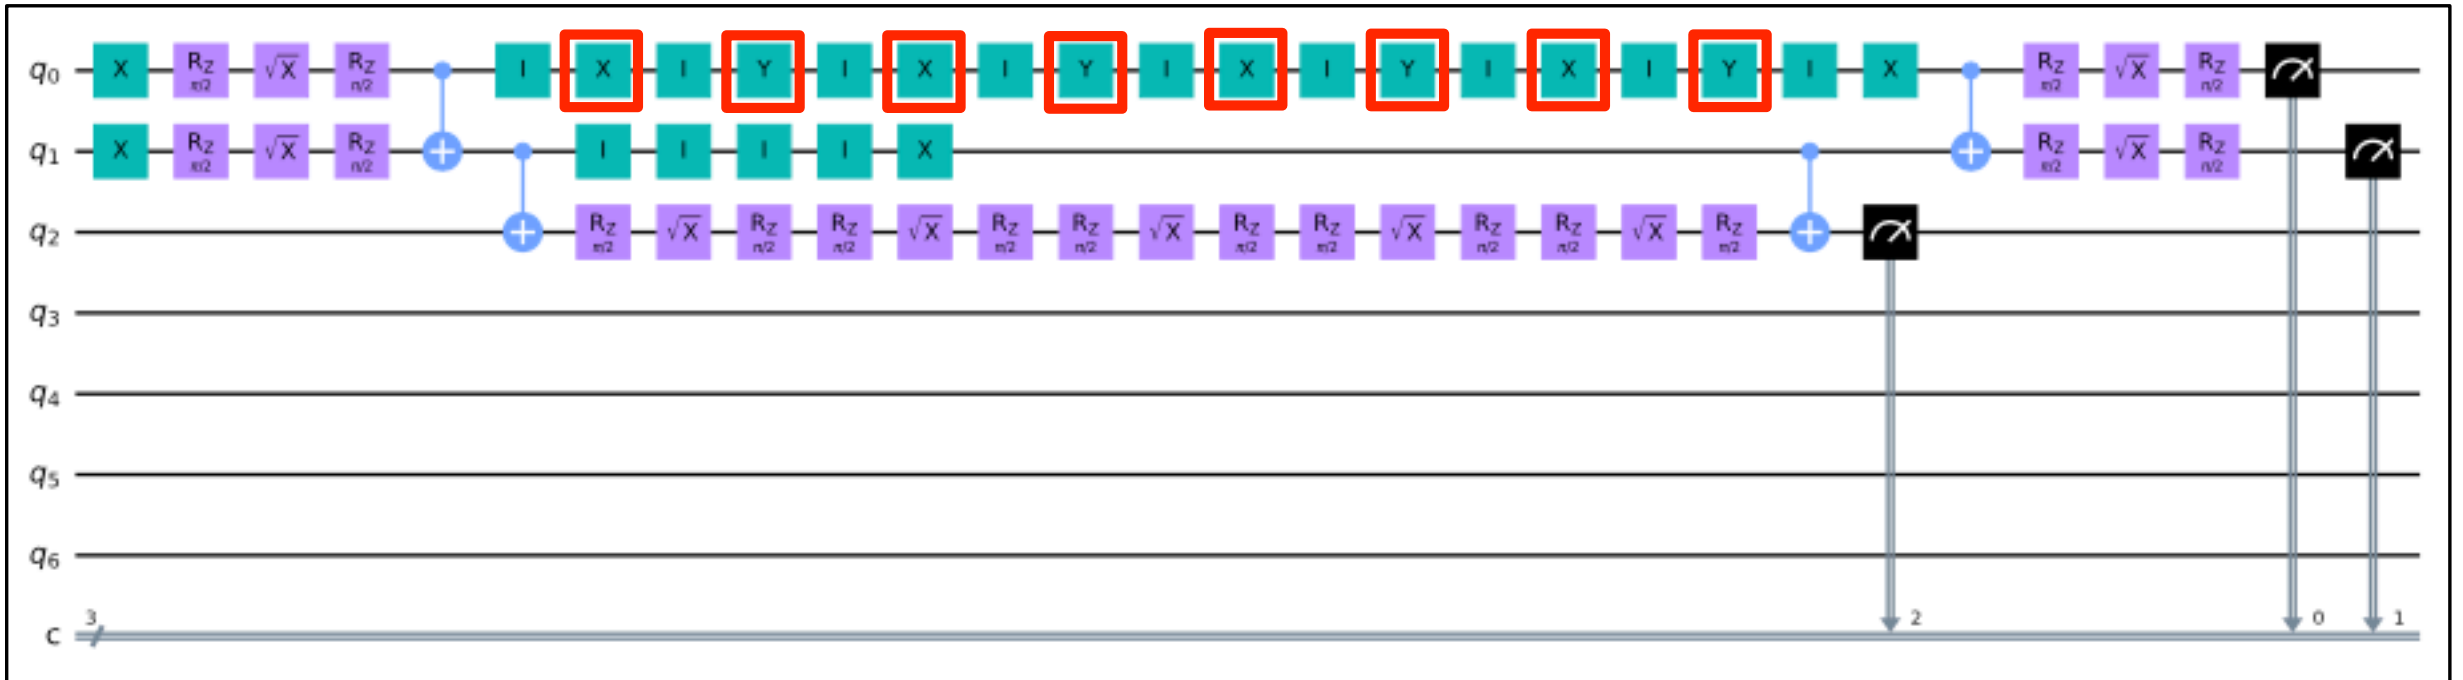 q0 X RZ π/2 √X RZ π/2 I X I Y I X I Y I X I Y I X I Y I X RZ π/2 √X RZ π/2
q1 X RZ π/2 √X RZ π/2 I I I I X RZ π/2 √X RZ π/2
q2 RZ π/2 √X RZ π/2 RZ π/2 √X RZ π/2 RZ π/2 √X RZ π/2 RZ π/2 √X RZ π/2 RZ π/2 √X RZ π/2
q3
q4
q5
q6
c 3 2 0 1